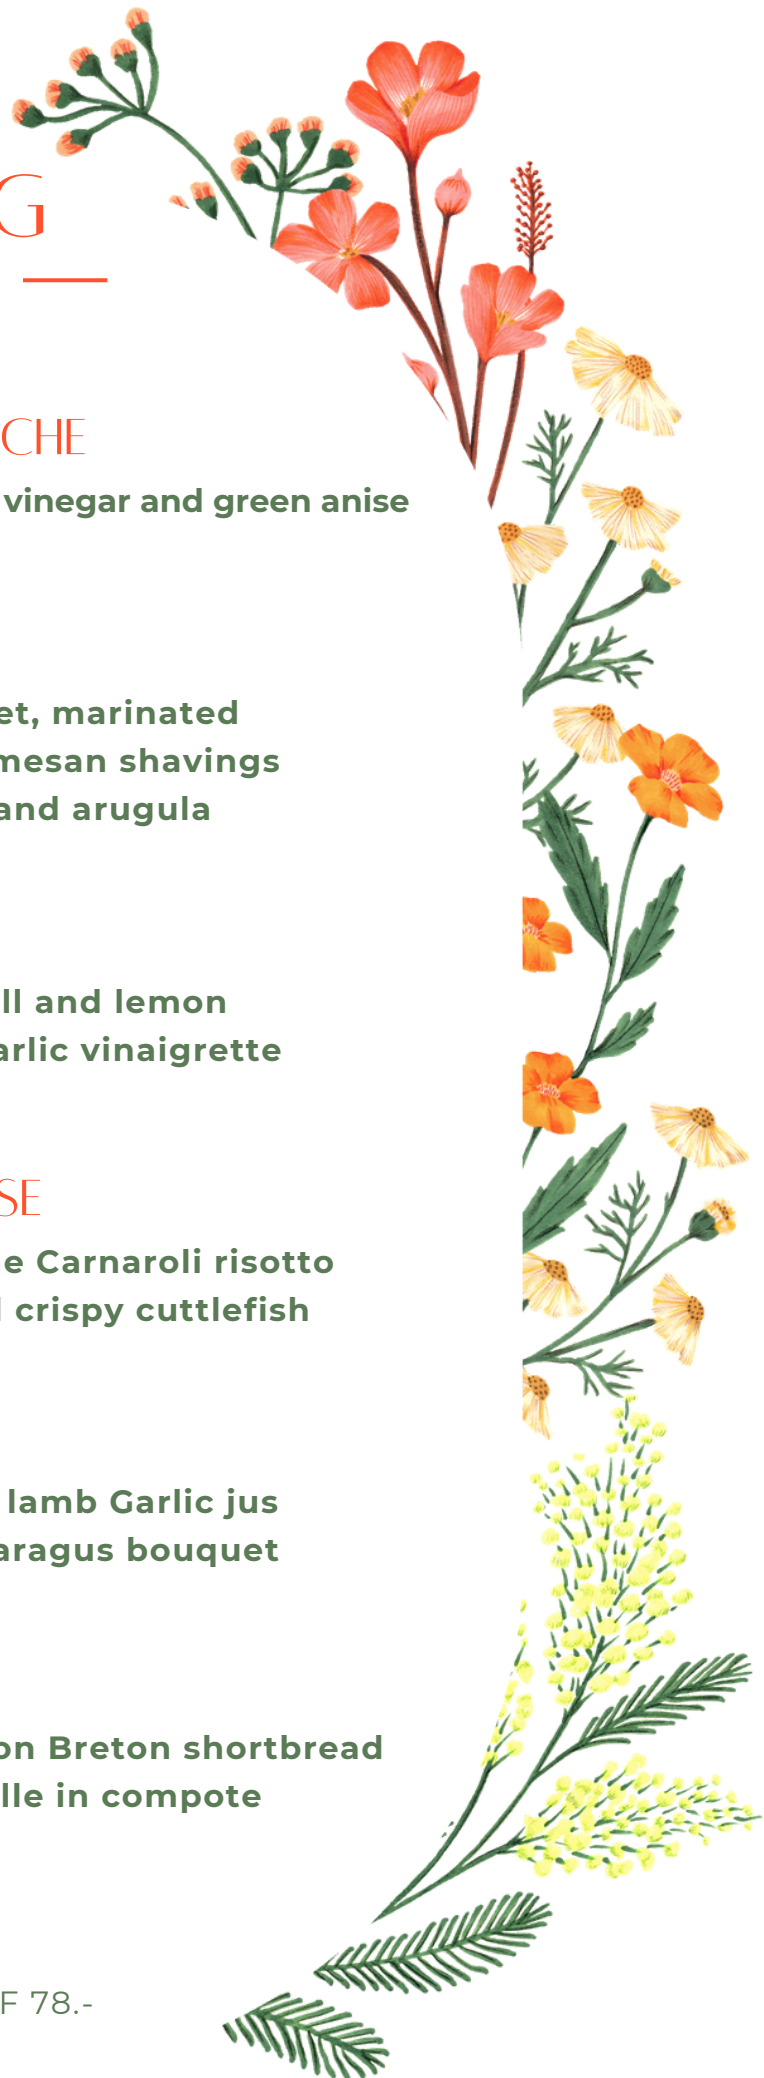 G
CHE
vinegar and green anise
et, marinated
mesan shavings
and arugula
ll and lemon
arlic vinaigrette
SE
e Carnaroli risotto
crispy cuttlefish
lamb Garlic jus
aragus bouquet
on Breton shortbread
lle in compote
F 78.-